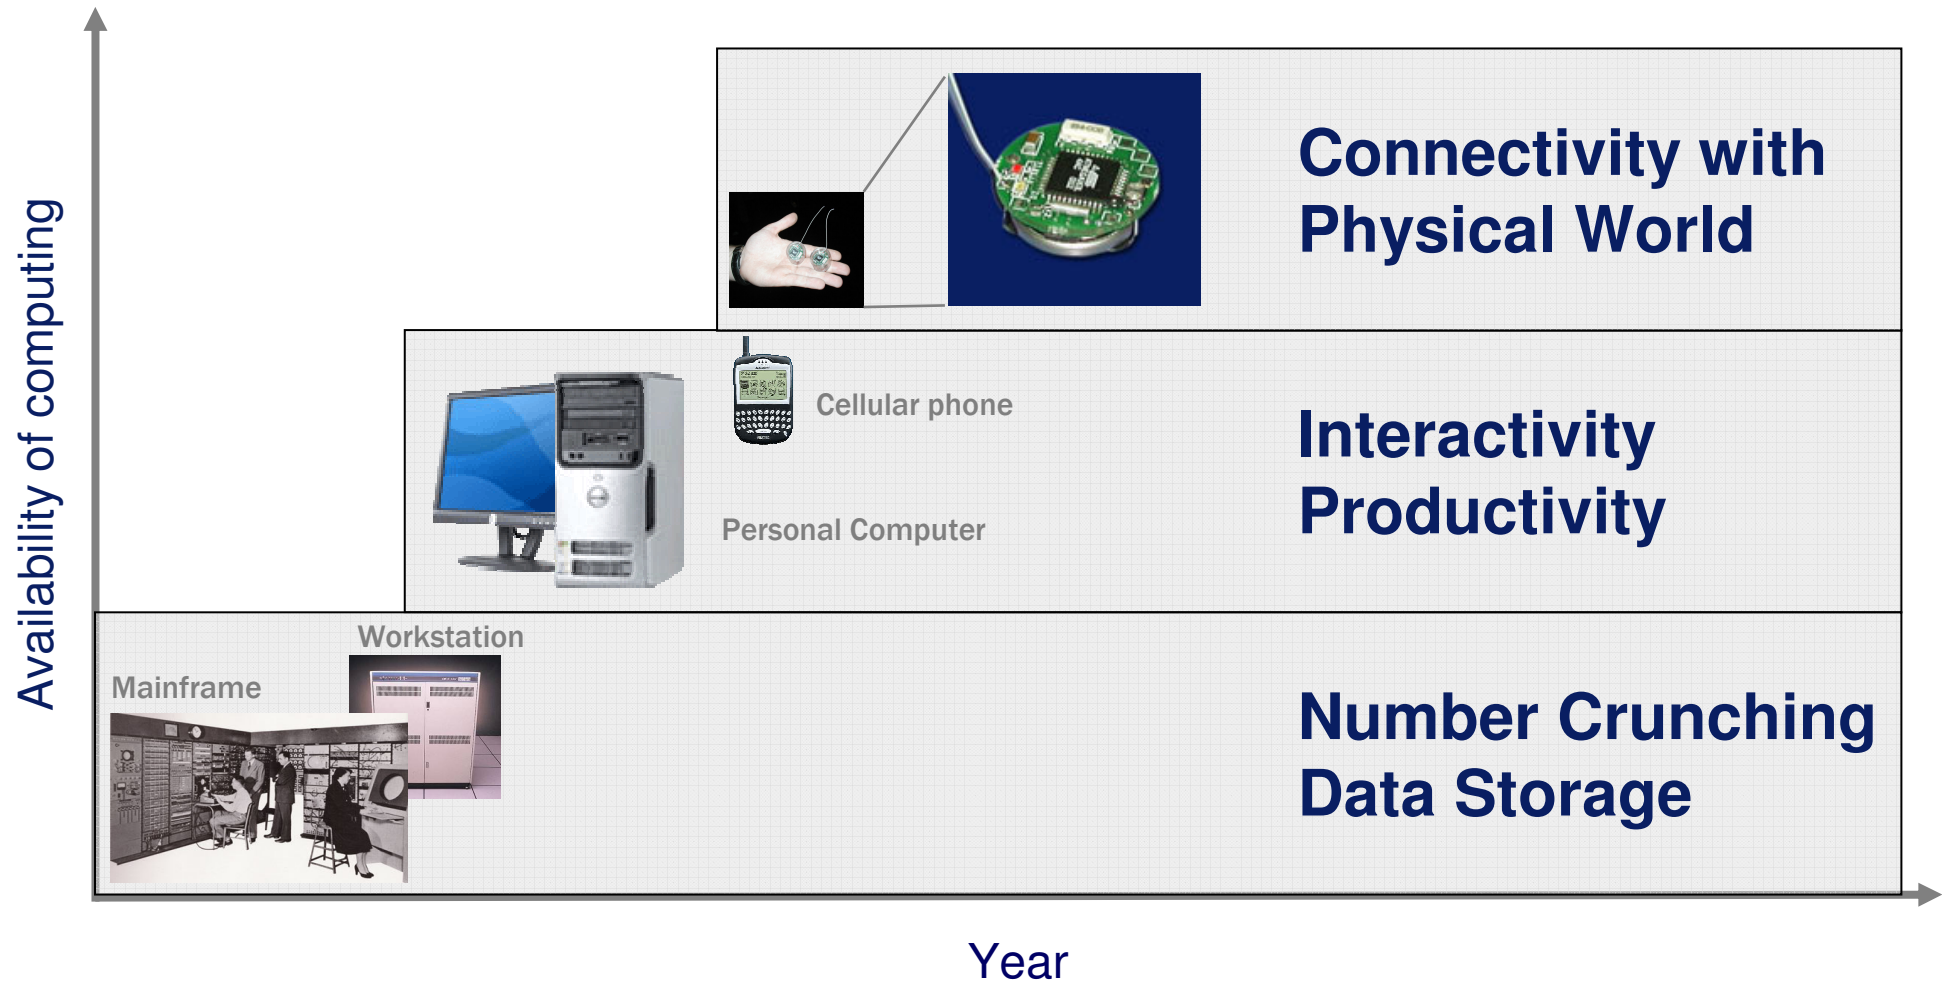 Connectivity with
Physical World
Availability of computing
Cellular phone
Interactivity
Productivity
Personal Computer
Workstation
Mainframe
Number Crunching
Data Storage
Year